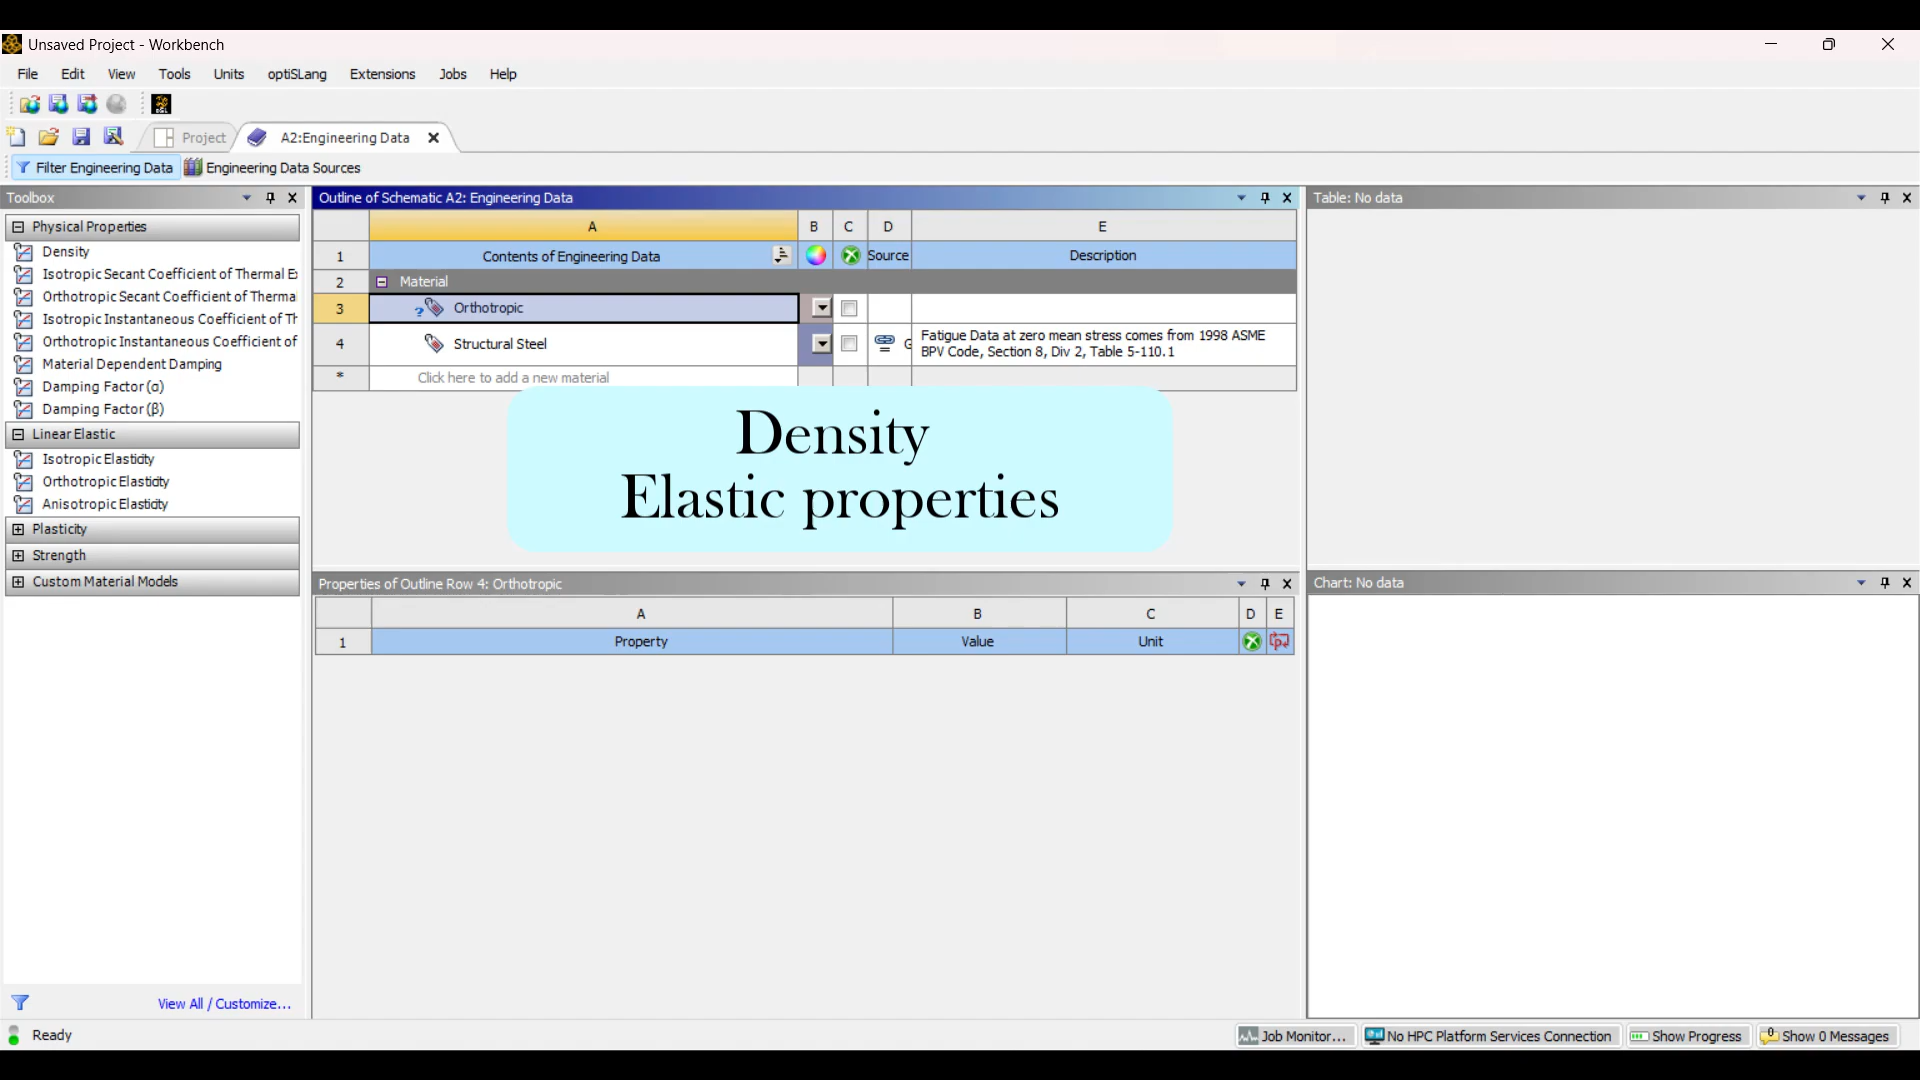 Unsaved Project - Workbench
File Edit View Tools Units optiSLang Extensions Jobs Help
Project A2:Engineering Data
Filter Engineering Data Engineering Data Sources
Toolbox
Physical Properties
Density
Isotropic Secant Coefficient of Thermal E
Orthotropic Secant Coefficient of Therma
Isotropic Instantaneous Coefficient of Th
Orthotropic Instantaneous Coefficient of
Material Dependent Damping
Damping Factor (α)
Damping Factor (β)
Linear Elastic
Isotropic Elasticity
Orthotropic Elasticity
Anisotropic Elasticity
Plasticity
Strength
Custom Material Models
View All / Customize...
Outline of Schematic A2: Engineering Data
A B C D E
1 Contents of Engineering Data Source Description
2 Material
3 ? Orthotropic
4 Structural Steel G Fatigue Data at zero mean stress comes from 1998 ASME
BPV Code, Section 8, Div 2, Table 5-110.1
* Click here to add a new material
Density
Elastic properties
Properties of Outline Row 4: Orthotropic
A B C D E
1 Property Value Unit
Table: No data
Chart: No data
Ready
Job Monitor... No HPC Platform Services Connection Show Progress 0 Show 0 Messages